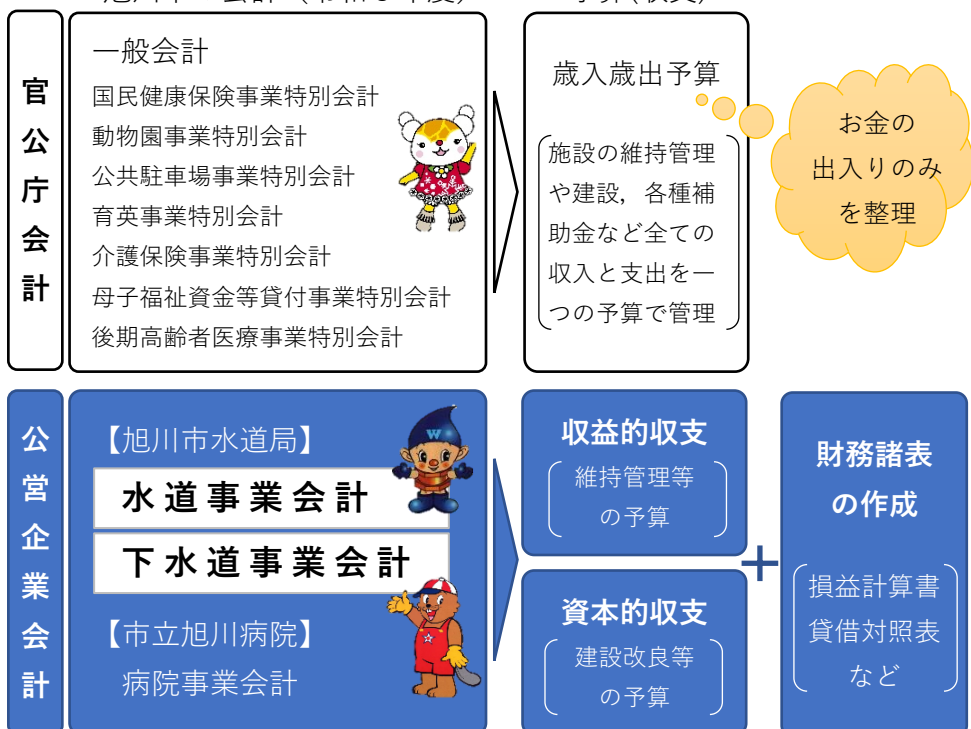 官公庁会計
一般会計
国民健康保険事業特別会計
動物園事業特別会計
公共駐車場事業特別会計
育英事業特別会計
介護保険事業特別会計
母子福祉資金等貸付事業特別会計
後期高齢者医療事業特別会計
歳入歳出予算
施設の維持管理
や建設，各種補
助金など全ての
収入と支出を一
つの予算で管理
お金の
出入りのみ
を整理
公営企業会計
【旭川市水道局】
水道事業会計
下水道事業会計
【市立旭川病院】
病院事業会計
W
収益的収支
維持管理等
の予算
資本的収支
建設改良等
の予算
+
財務諸表
の作成
損益計算書
貸借対照表
など